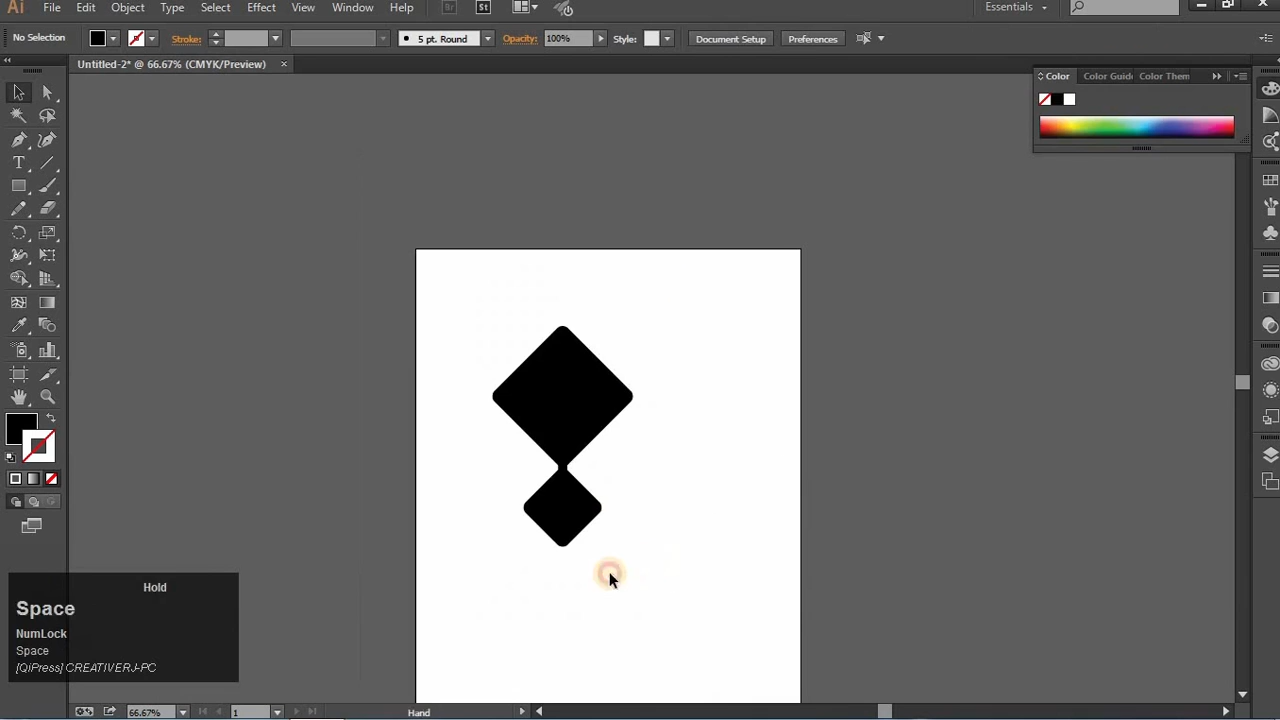 Ai File Edit Object Type Select Effect View Window Help Br St Essentials
No Selection Stroke: 5 pt. Round Opacity: 100% Style: Document Setup Preferences
Untitled-2* @ 66.67% (CMYK/Preview) ×
Color Color Guid Color Them
T
Hold
Space
NumLock
Space
[QiPress] CREATIVERJ-PC
66.67% 1 Hand